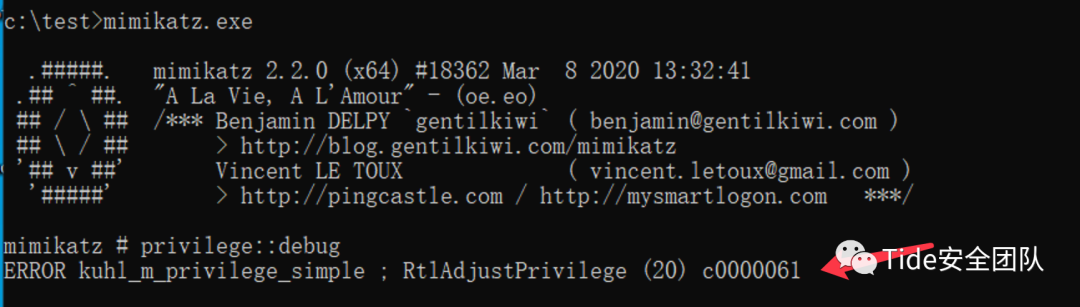 c:\test>mimikatz.exe
.#####.   mimikatz 2.2.0 (x64) #18362 Mar  8 2020 13:32:41
.## ^ ##.  "A La Vie, A L'Amour" - (oe.eo)
## / \ ##  /*** Benjamin DELPY `gentilkiwi` ( benjamin@gentilkiwi.com )
## \ / ##       > http://blog.gentilkiwi.com/mimikatz
'## v ##'       Vincent LE TOUX             ( vincent.letoux@gmail.com )
'#####'        > http://pingcastle.com / http://mysmartlogon.com   ***/
mimikatz # privilege::debug
ERROR kuhl_m_privilege_simple ; RtlAdjustPrivilege (20) c0000061
Tide安全团队